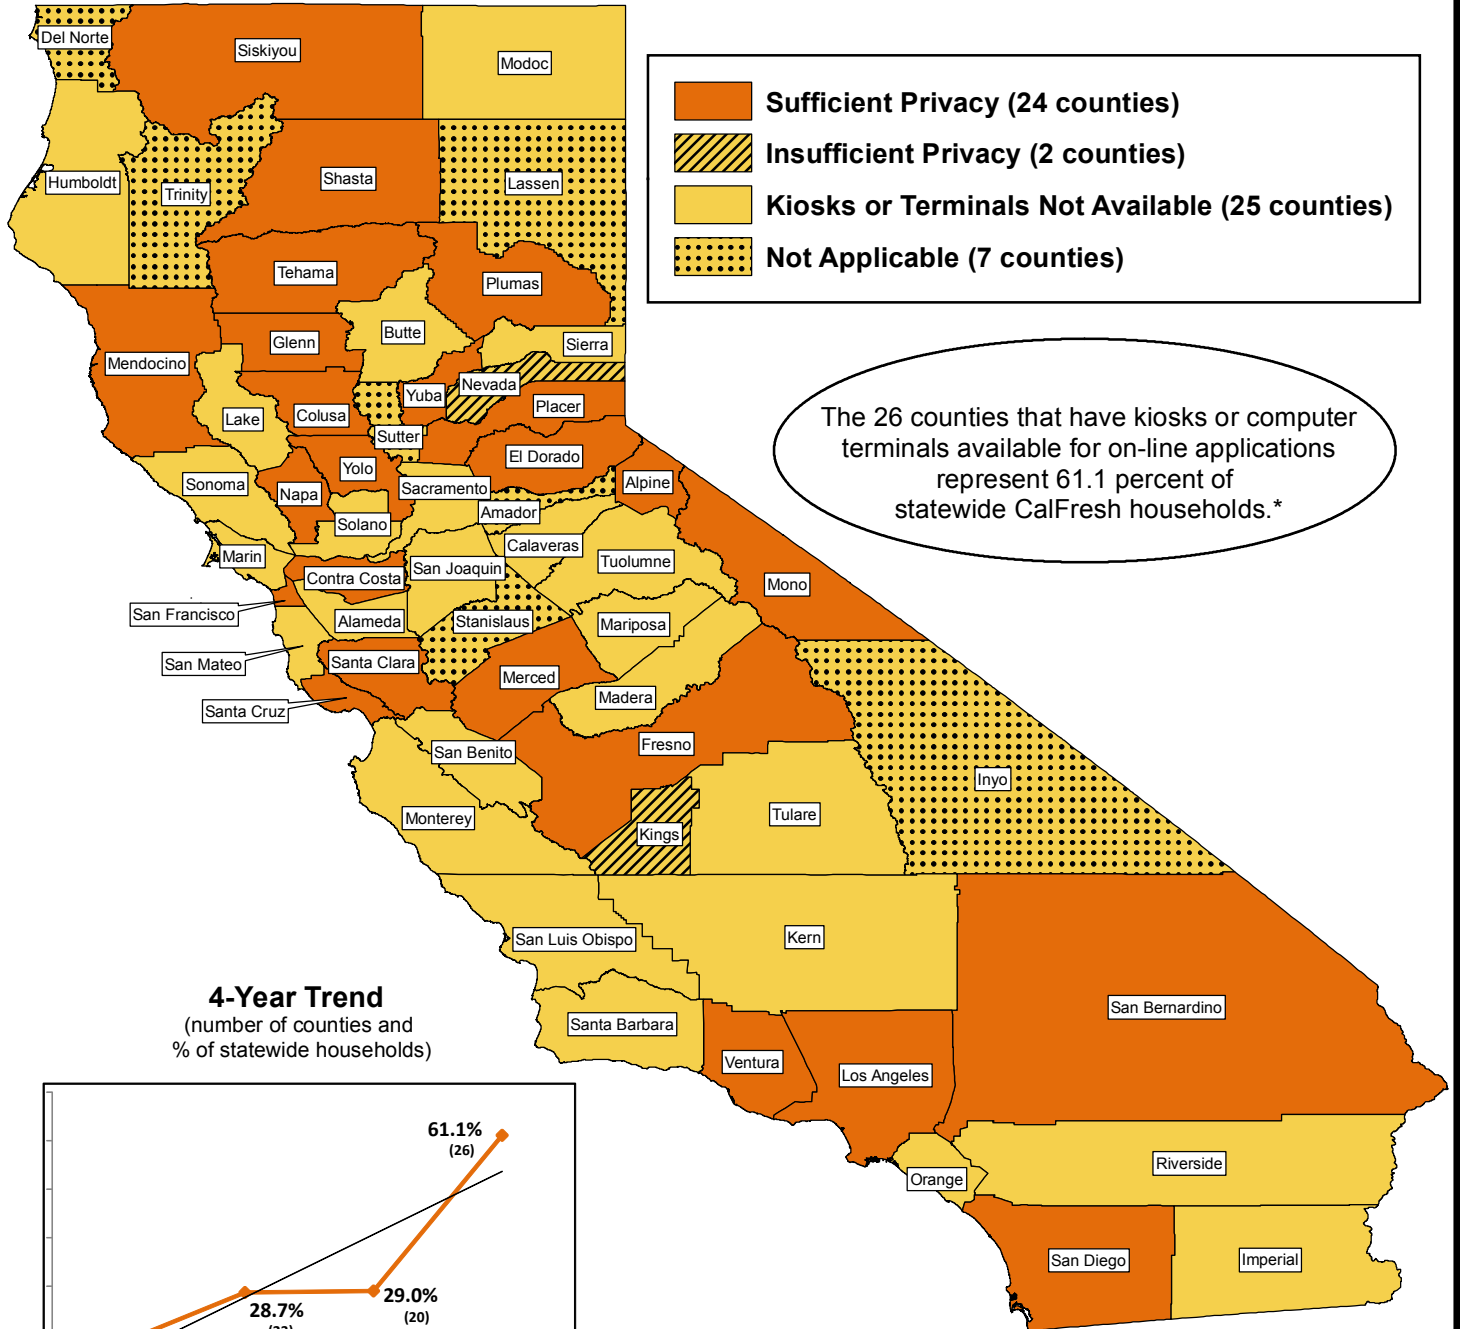 Del Norte
Siskiyou
Modoc
Sufficient Privacy (24 counties)
Insufficient Privacy (2 counties)
Kiosks or Terminals Not Available (25 counties)
Not Applicable (7 counties)
Humboldt
Trinity
Shasta
Lassen
Tehama
Plumas
Mendocino
Glenn
Butte
Sierra
Lake
Colusa
Yuba
Nevada
Placer
Sutter
The 26 counties that have kiosks or computer
terminals available for on-line applications
represent 61.1 percent of
statewide CalFresh households.*
Sonoma
Napa
Yolo
Sacramento
El Dorado
Alpine
Solano
Amador
Marin
Calaveras
Contra Costa
San Joaquin
Tuolumne
Mono
San Francisco
Alameda
Stanislaus
Mariposa
San Mateo
Santa Clara
Merced
Madera
Santa Cruz
San Benito
Fresno
Inyo
Monterey
Kings
Tulare
San Luis Obispo
Kern
Santa Barbara
San Bernardino
Ventura
Los Angeles
Orange
Riverside
San Diego
Imperial
4-Year Trend
(number of counties and
% of statewide households)
61.1%
(26)
28.7%
29.0%
(20)